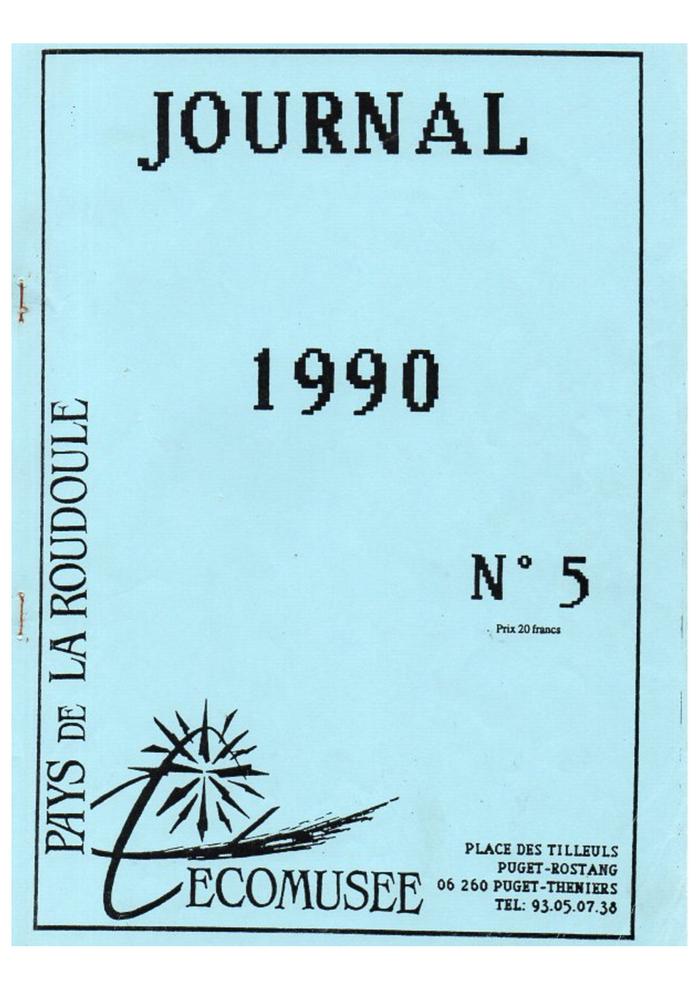 JOURNAL
1990
N° 5
Prix 20 francs
PAYS DE LA ROUDOULE
ECOMUSEE
PLACE DES TILLEULS
PUGET-ROSTANG
06 260 PUGET-THENIERS
TEL: 93.05.07.38